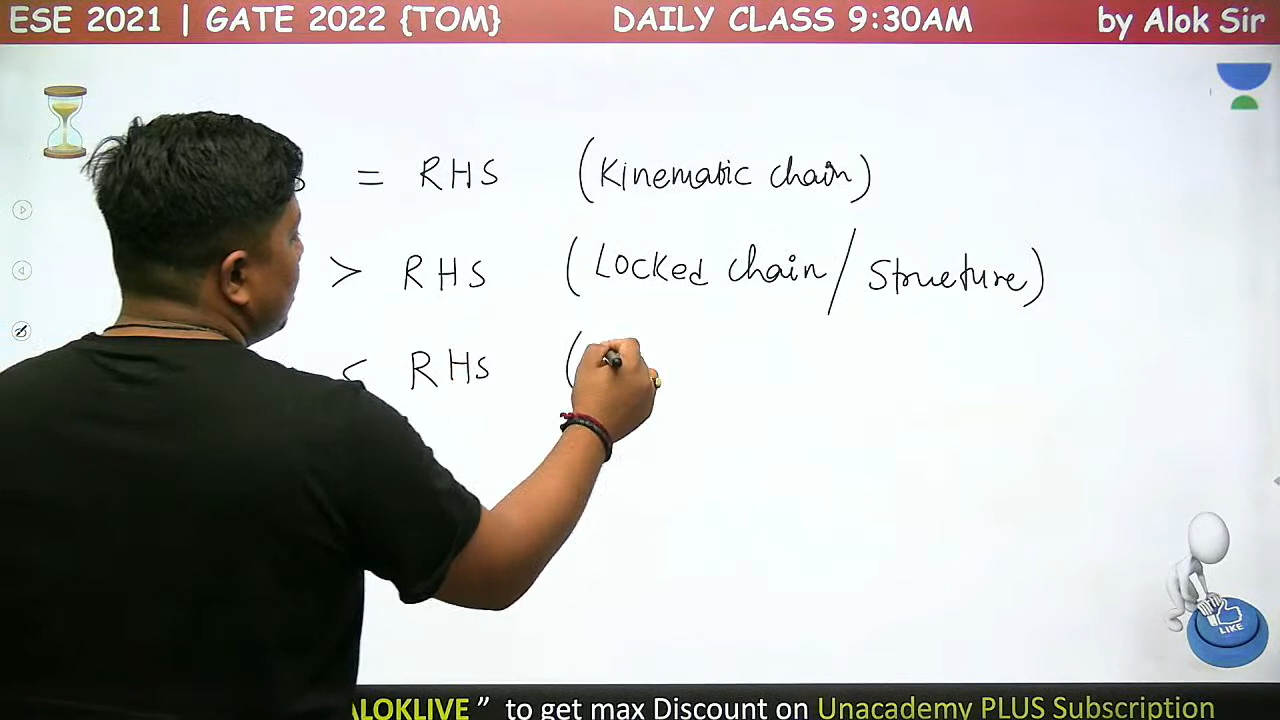 ESE 2021 | GATE 2022 {TOM} DAILY CLASS 9:30AM by Alok Sir
S = RHS (Kinematic chain)
> RHS (Locked chain/ Structure)
< RHS (
LIKE
ALOKLIVE ” to get max Discount on Unacademy PLUS Subscription